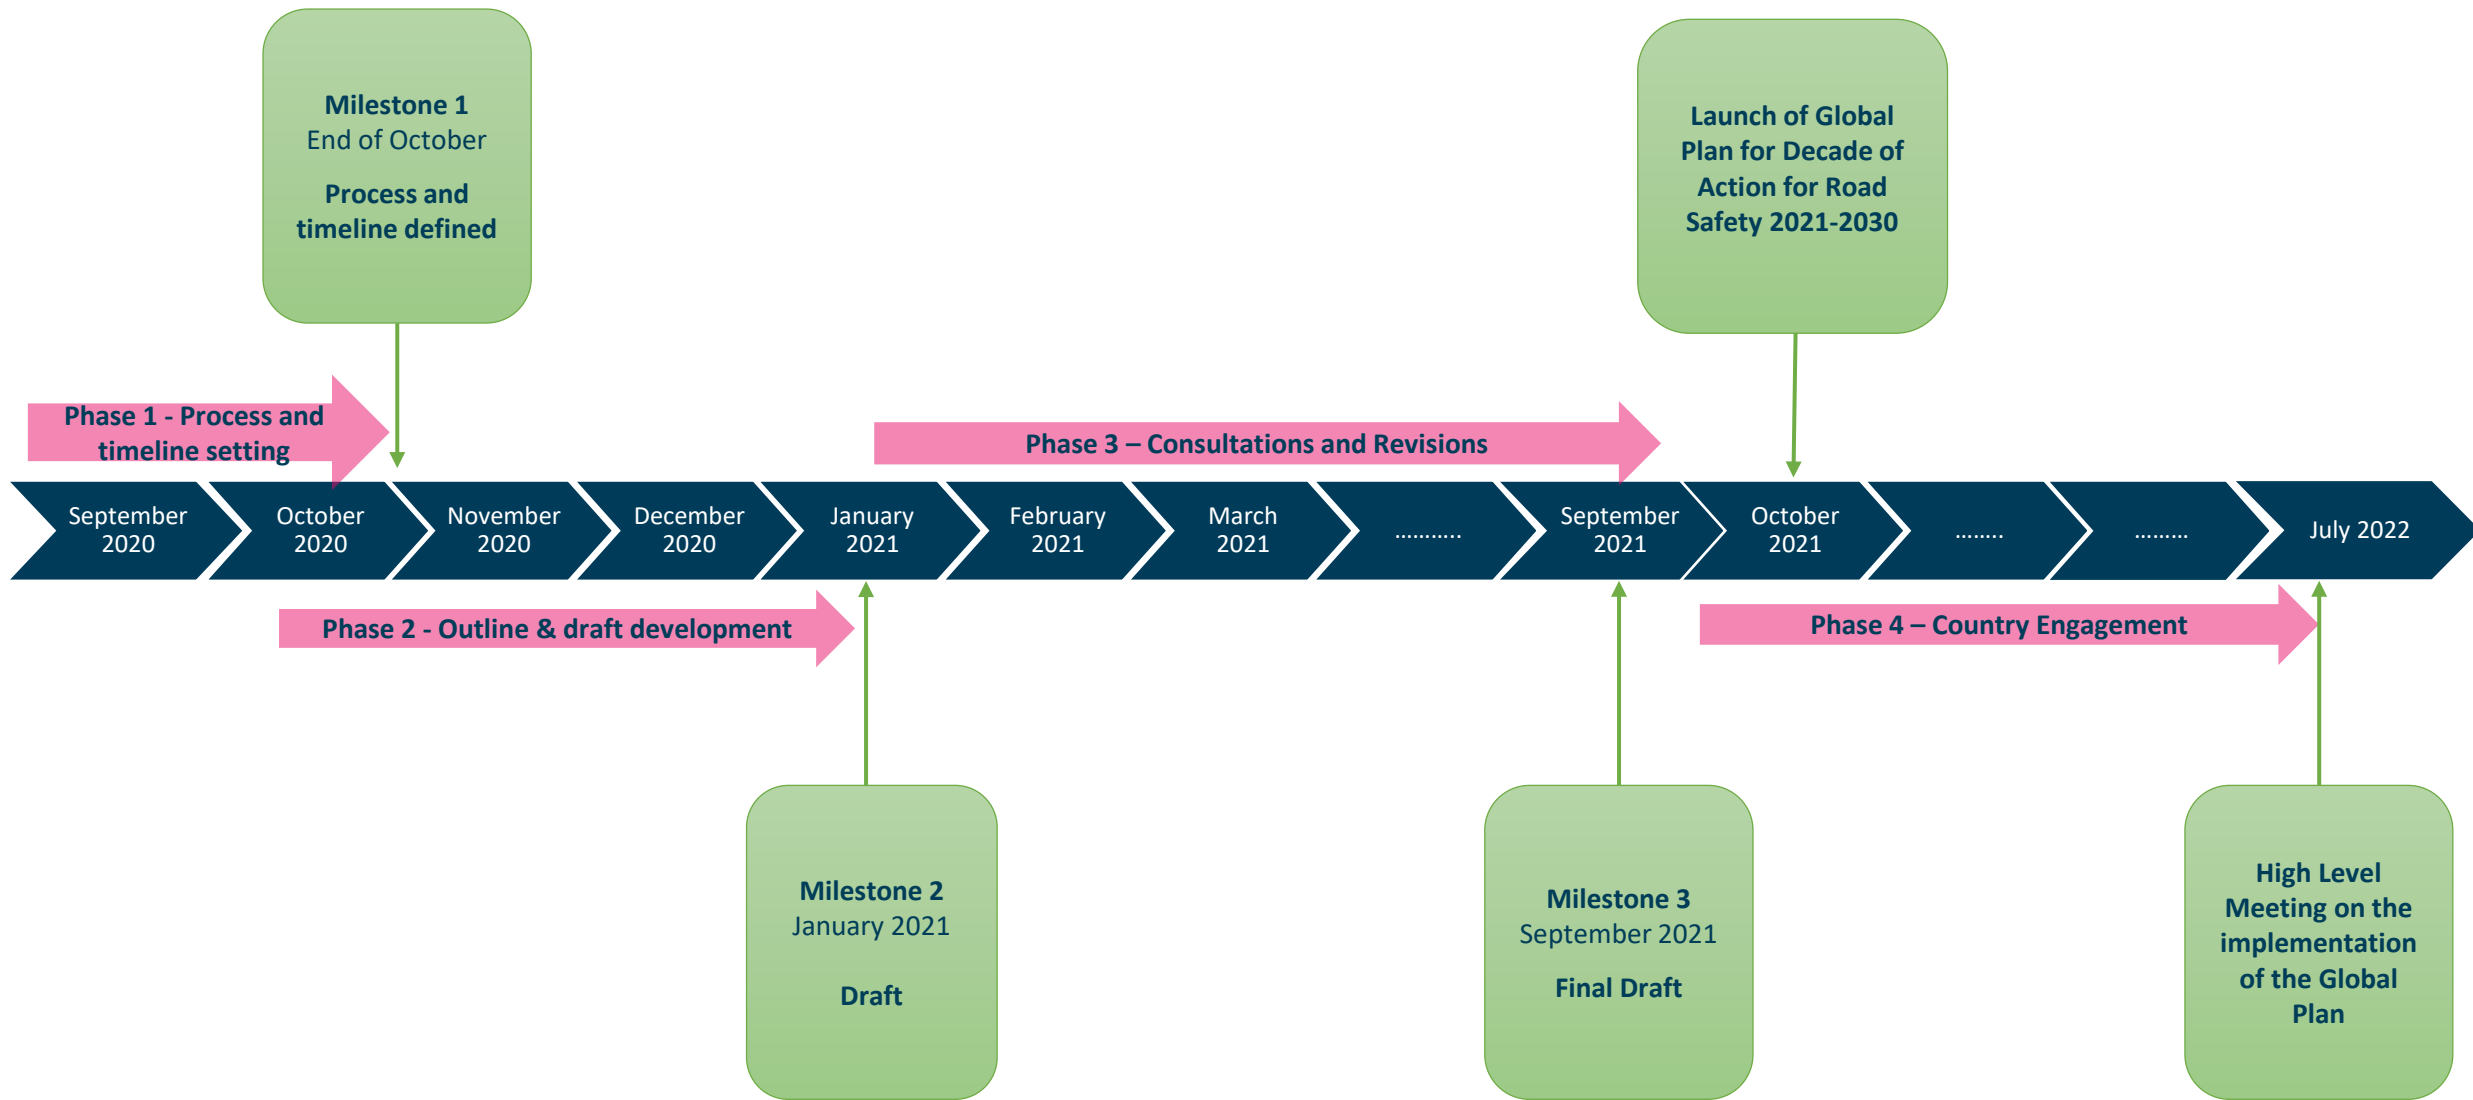 Milestone 1
End of October
Process and
timeline defined
Launch of Global
Plan for Decade of
Action for Road
Safety 2021-2030
Phase 1 - Process and
timeline setting
Phase 3 – Consultations and Revisions
September
2020
October
2020
November
2020
December
2020
January
2021
February
2021
March
2021
...........
September
2021
October
2021
........
.........
July 2022
Phase 2 - Outline & draft development
Phase 4 – Country Engagement
Milestone 2
January 2021
Draft
Milestone 3
September 2021
Final Draft
High Level
Meeting on the
implementation
of the Global
Plan